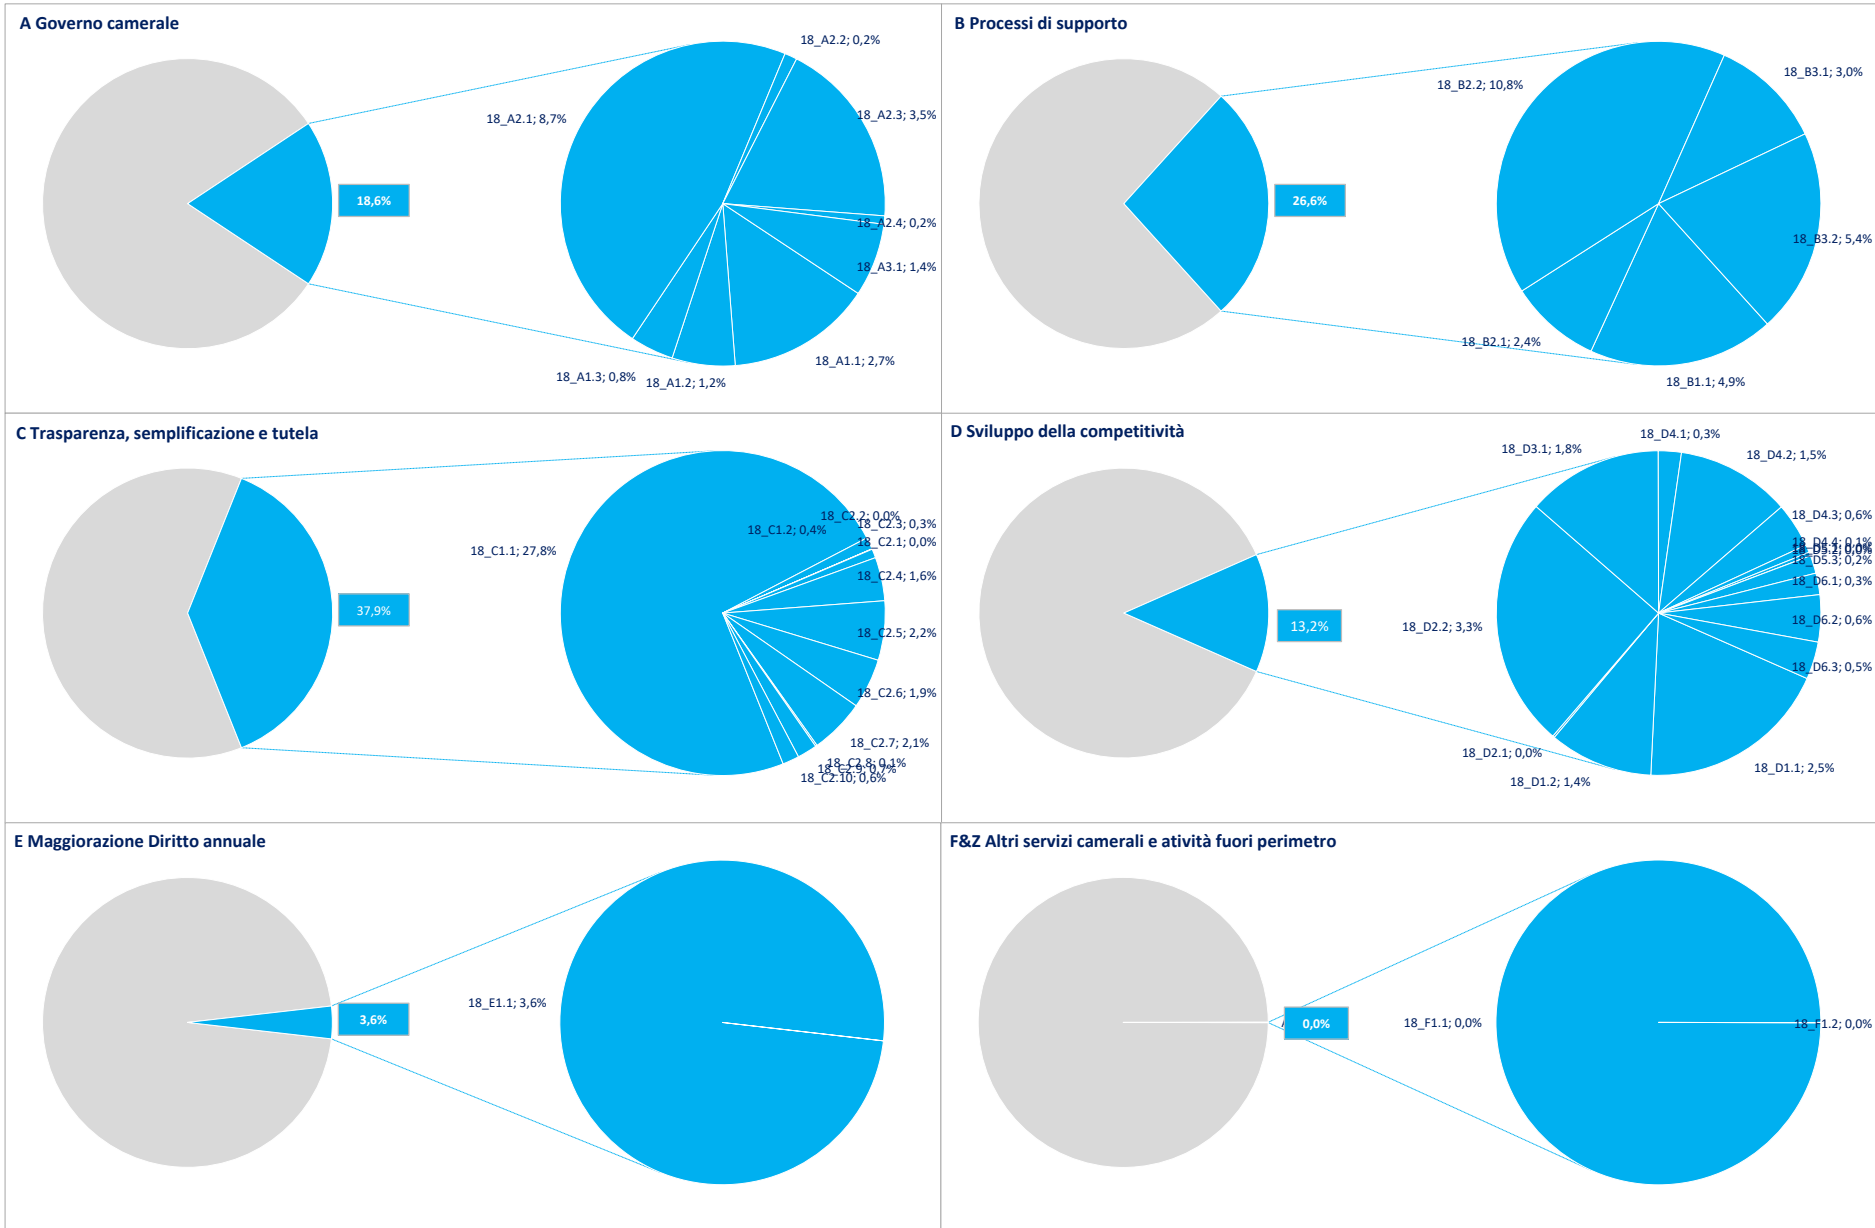 A Governo camerale
18_A2.2; 0,2%
18_A2.1; 8,7%
18_A2.3; 3,5%
18,6%
18_A2.4; 0,2%
18_A3.1; 1,4%
18_A1.1; 2,7%
18_A1.3; 0,8%
18_A1.2; 1,2%
B Processi di supporto
18_B2.2; 10,8%
18_B3.1; 3,0%
26,6%
18_B3.2; 5,4%
18_B2.1; 2,4%
18_B1.1; 4,9%
C Trasparenza, semplificazione e tutela
18_C2.2; 0,0%
18_C2.3; 0,3%
18_C1.2; 0,4%
18_C2.1; 0,0%
18_C1.1; 27,8%
18_C2.4; 1,6%
37,9%
18_C2.5; 2,2%
18_C2.6; 1,9%
18_C2.7; 2,1%
18_C2.8; 0,1%
18_C2.9; 0,7%
18_C2.10; 0,6%
D Sviluppo della competitività
18_D4.1; 0,3%
18_D3.1; 1,8%
18_D4.2; 1,5%
18_D4.3; 0,6%
18_D4.4; 0,1%
18_D5.3; 0,2%
18_D6.1; 0,3%
13,2%
18_D2.2; 3,3%
18_D6.2; 0,6%
18_D6.3; 0,5%
18_D2.1; 0,0%
18_D1.1; 2,5%
18_D1.2; 1,4%
E Maggiorazione Diritto annuale
18_E1.1; 3,6%
3,6%
F&Z Altri servizi camerali e atività fuori perimetro
0,0%
18_F1.1; 0,0%
18_F1.2; 0,0%